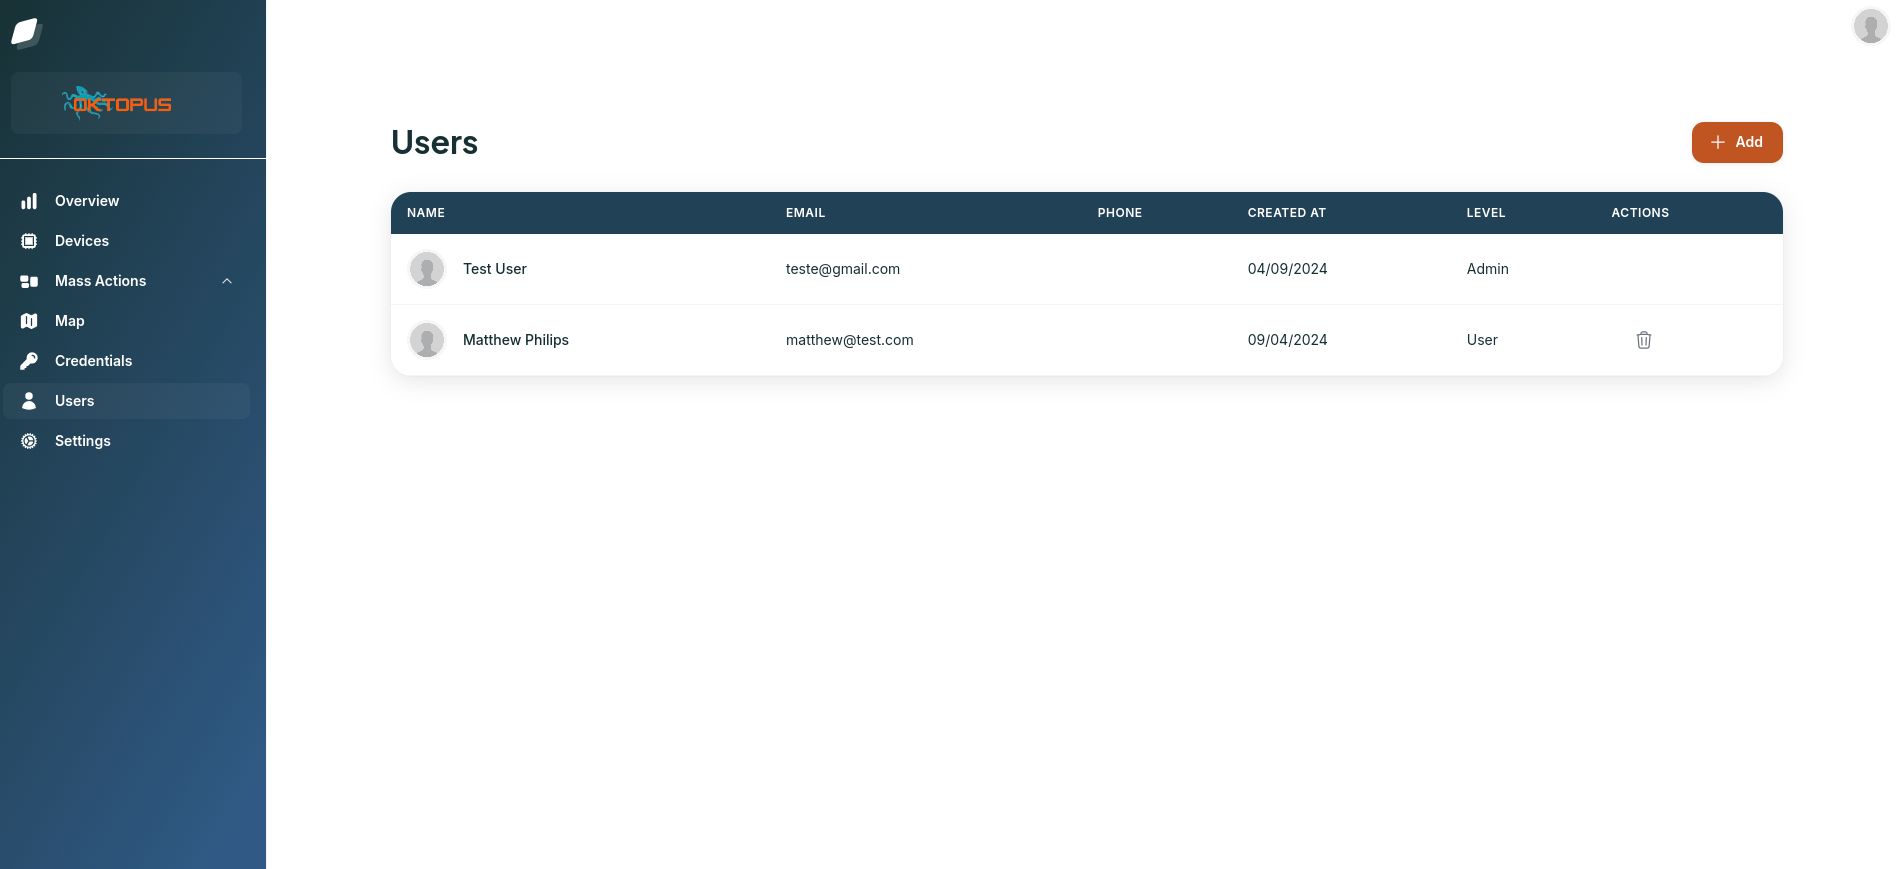 OKTOPUS
Overview
Devices
Mass Actions
Map
Credentials
Users
Settings
Users
Add
NAME EMAIL PHONE CREATED AT LEVEL ACTIONS
Test User teste@gmail.com 04/09/2024 Admin
Matthew Philips matthew@test.com 09/04/2024 User